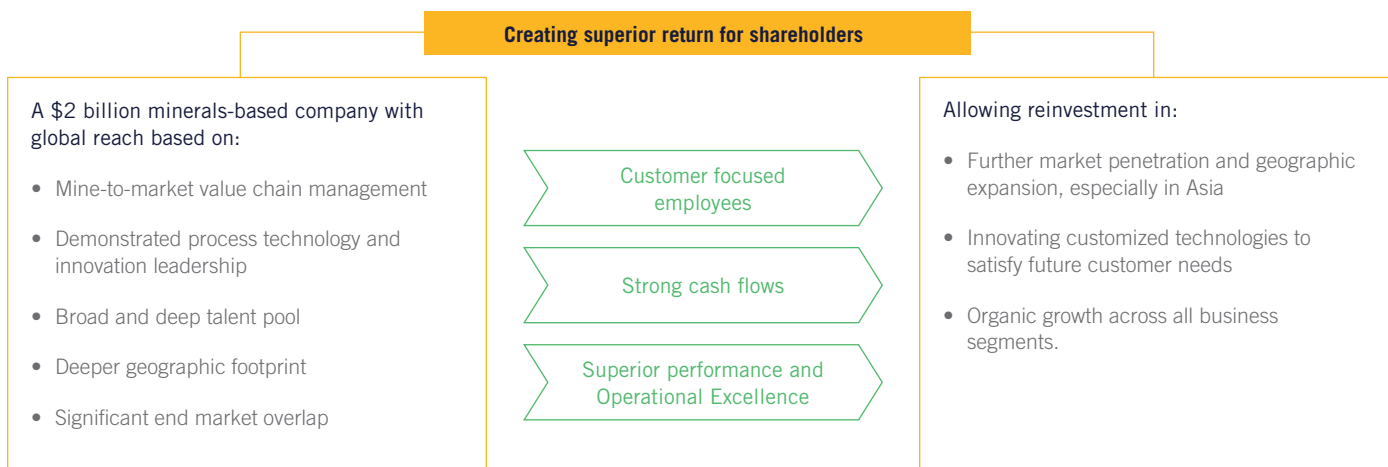 Creating superior return for shareholders
A $2 billion minerals-based company with
global reach based on:
• Mine-to-market value chain management
• Demonstrated process technology and
innovation leadership
• Broad and deep talent pool
• Deeper geographic footprint
• Significant end market overlap
Customer focused
employees
Strong cash flows
Superior performance and
Operational Excellence
Allowing reinvestment in:
• Further market penetration and geographic
expansion, especially in Asia
• Innovating customized technologies to
satisfy future customer needs
• Organic growth across all business
segments.